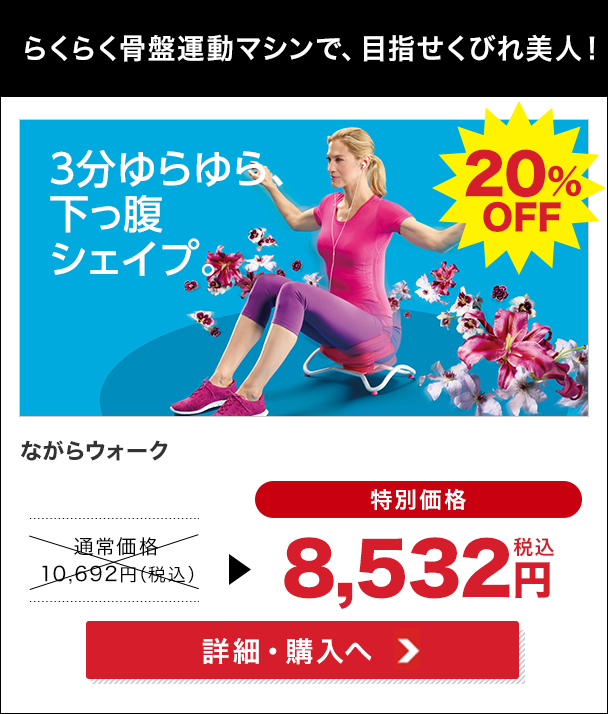 らくらく骨盤運動マシンで、目指せくびれ美人！
3分ゆらゆら、
下っ腹
シェイプ。
20%
OFF
ながらウォーク
特別価格
通常価格
10,692円（税込）
8,532円
税込
詳細・購入へ